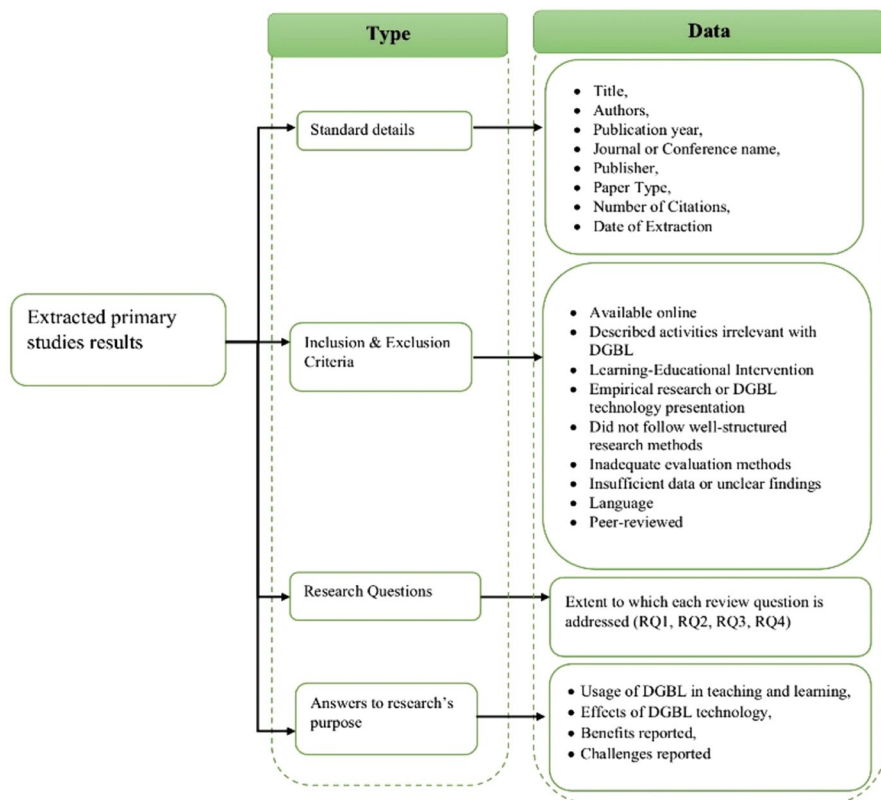 Type
Data
Extracted primary
studies results
Standard details
• Title,
• Authors,
• Publication year,
• Journal or Conference name,
• Publisher,
• Paper Type,
• Number of Citations,
• Date of Extraction
Inclusion & Exclusion
Criteria
• Available online
• Described activities irrelevant with
DGBL
• Learning-Educational Intervention
• Empirical research or DGBL
technology presentation
• Did not follow well-structured
research methods
• Inadequate evaluation methods
• Insufficient data or unclear findings
• Language
• Peer-reviewed
Research Questions
Extent to which each review question is
addressed (RQ1, RQ2, RQ3, RQ4)
Answers to research’s
purpose
• Usage of DGBL in teaching and learning,
• Effects of DGBL technology,
• Benefits reported,
• Challenges reported